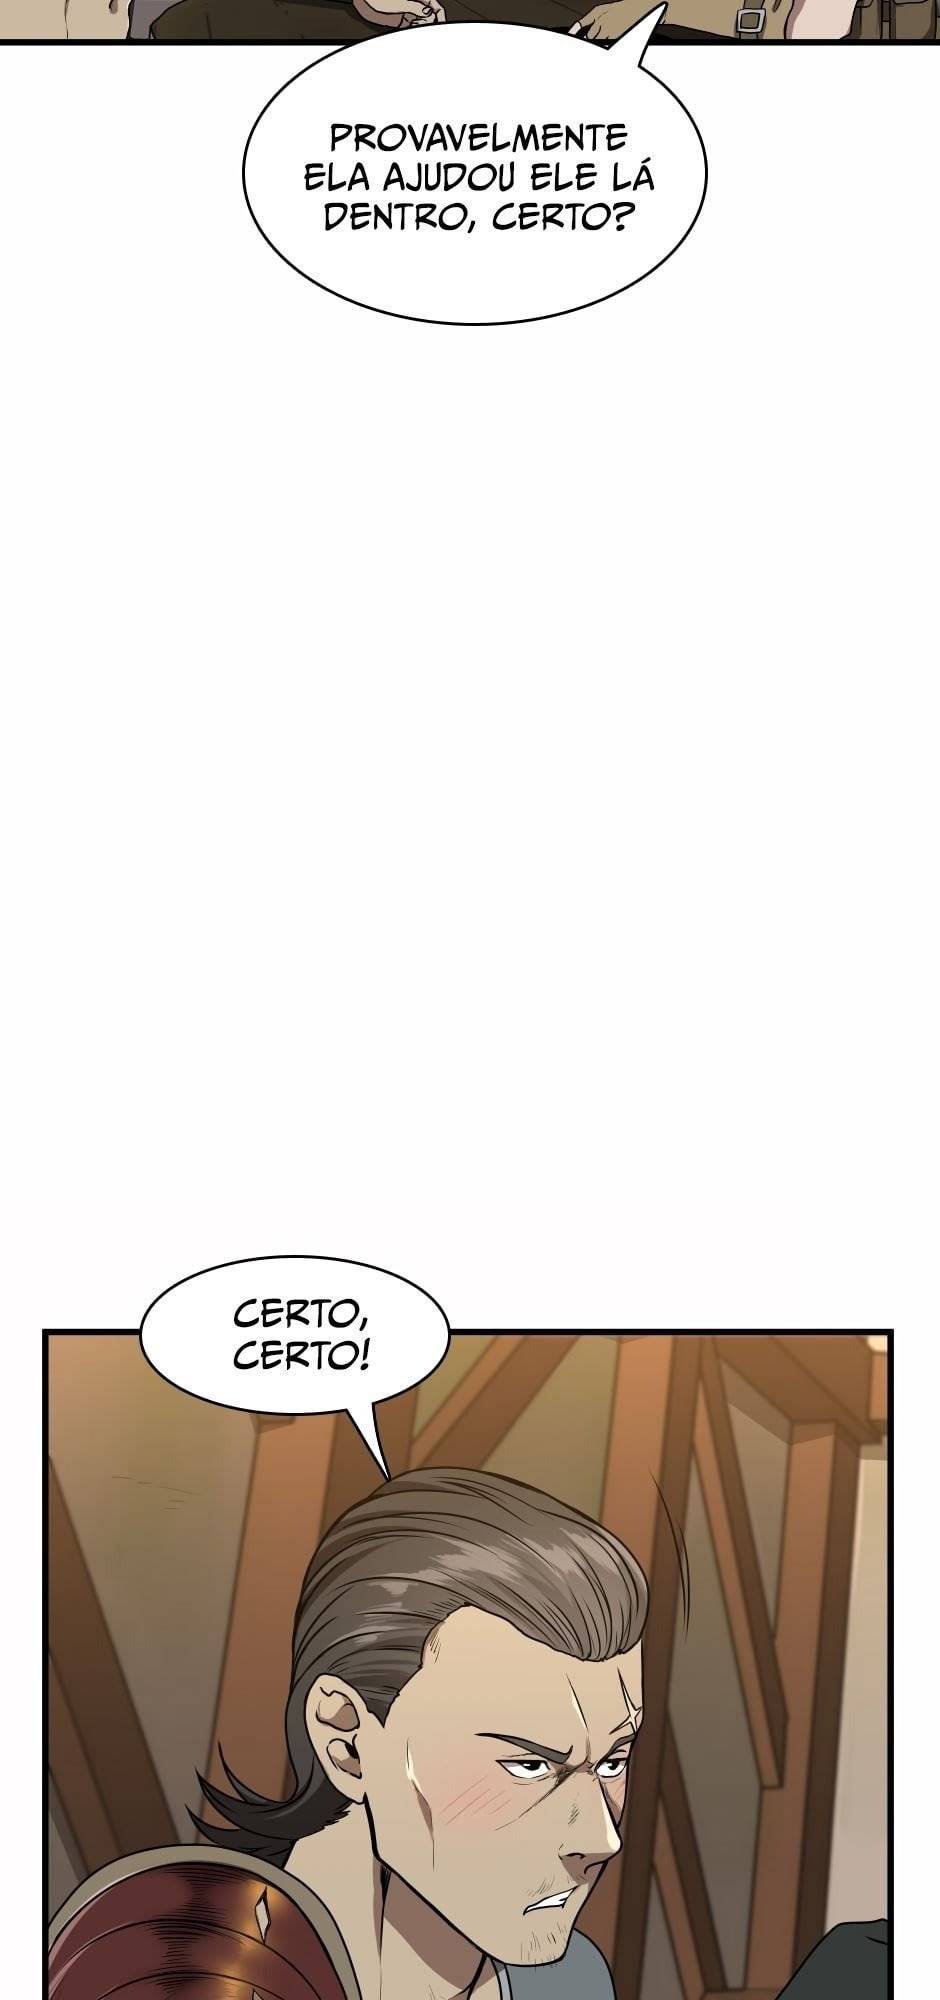 PROVAVELMENTE
ELA AJUDOU ELE LÁ
DENTRO, CERTO?
CERTO,
CERTO!